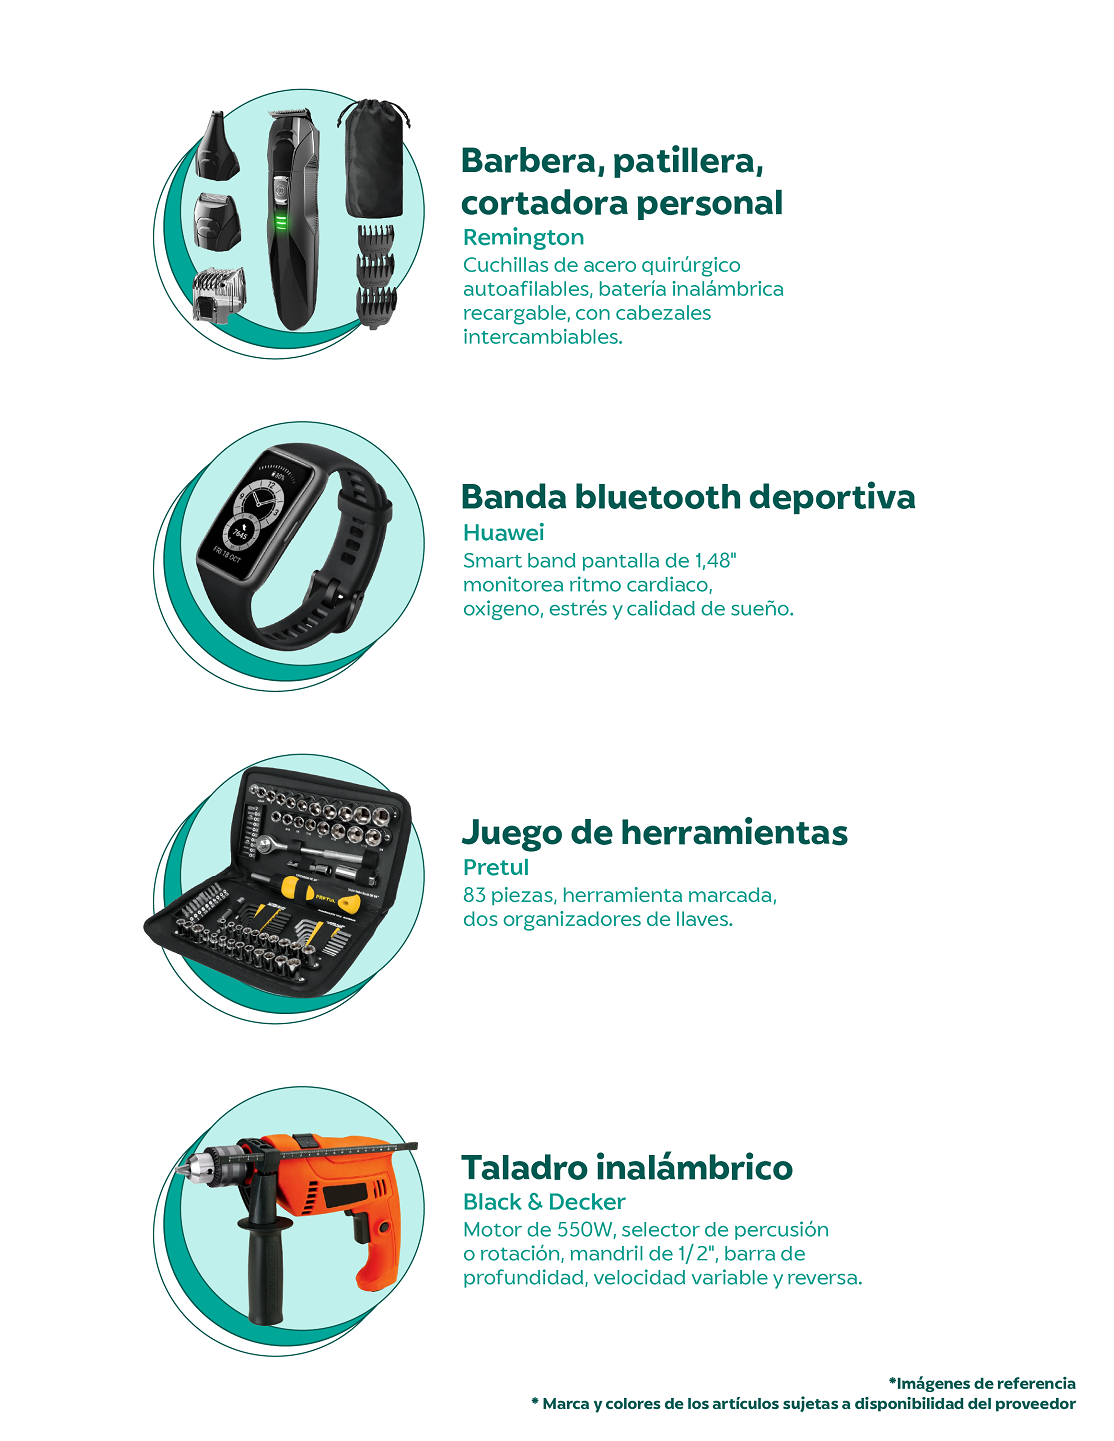 Barbera, patillera,
cortadora personal
Remington
Cuchillas de acero quirúrgico
autoafilables, batería inalámbrica
recargable, con cabezales
intercambiables.
Banda bluetooth deportiva
Huawei
Smart band pantalla de 1,48"
monitorea ritmo cardiaco,
oxigeno, estrés y calidad de sueño.
12
3
6
9
7645
FRI 18 OCT
Juego de herramientas
Pretul
83 piezas, herramienta marcada,
dos organizadores de llaves.
PRETUL
Taladro inalámbrico
Black & Decker
Motor de 550W, selector de percusión
o rotación, mandril de 1/2", barra de
profundidad, velocidad variable y reversa.
*Imágenes de referencia
* Marca y colores de los artículos sujetas a disponibilidad del proveedor